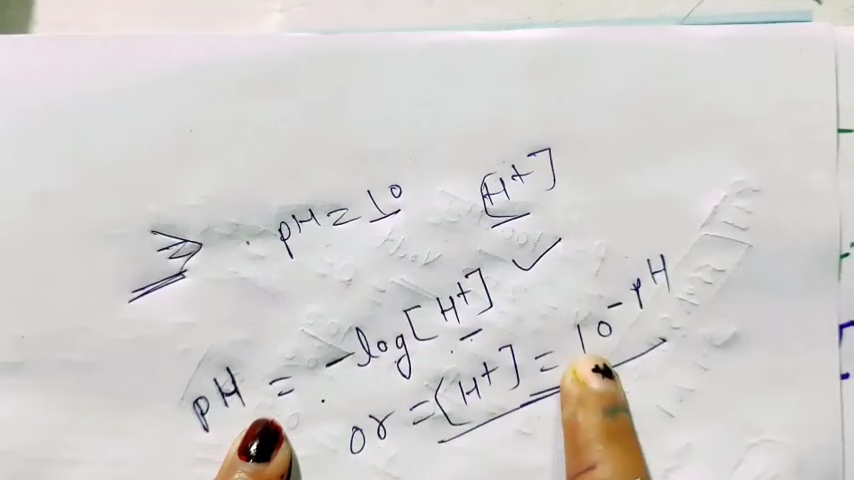 ⇒ pH = 10 [H⁺]
pH = -log[H⁺] ✓
or = [H⁺] = 10⁻ᵖᴴ